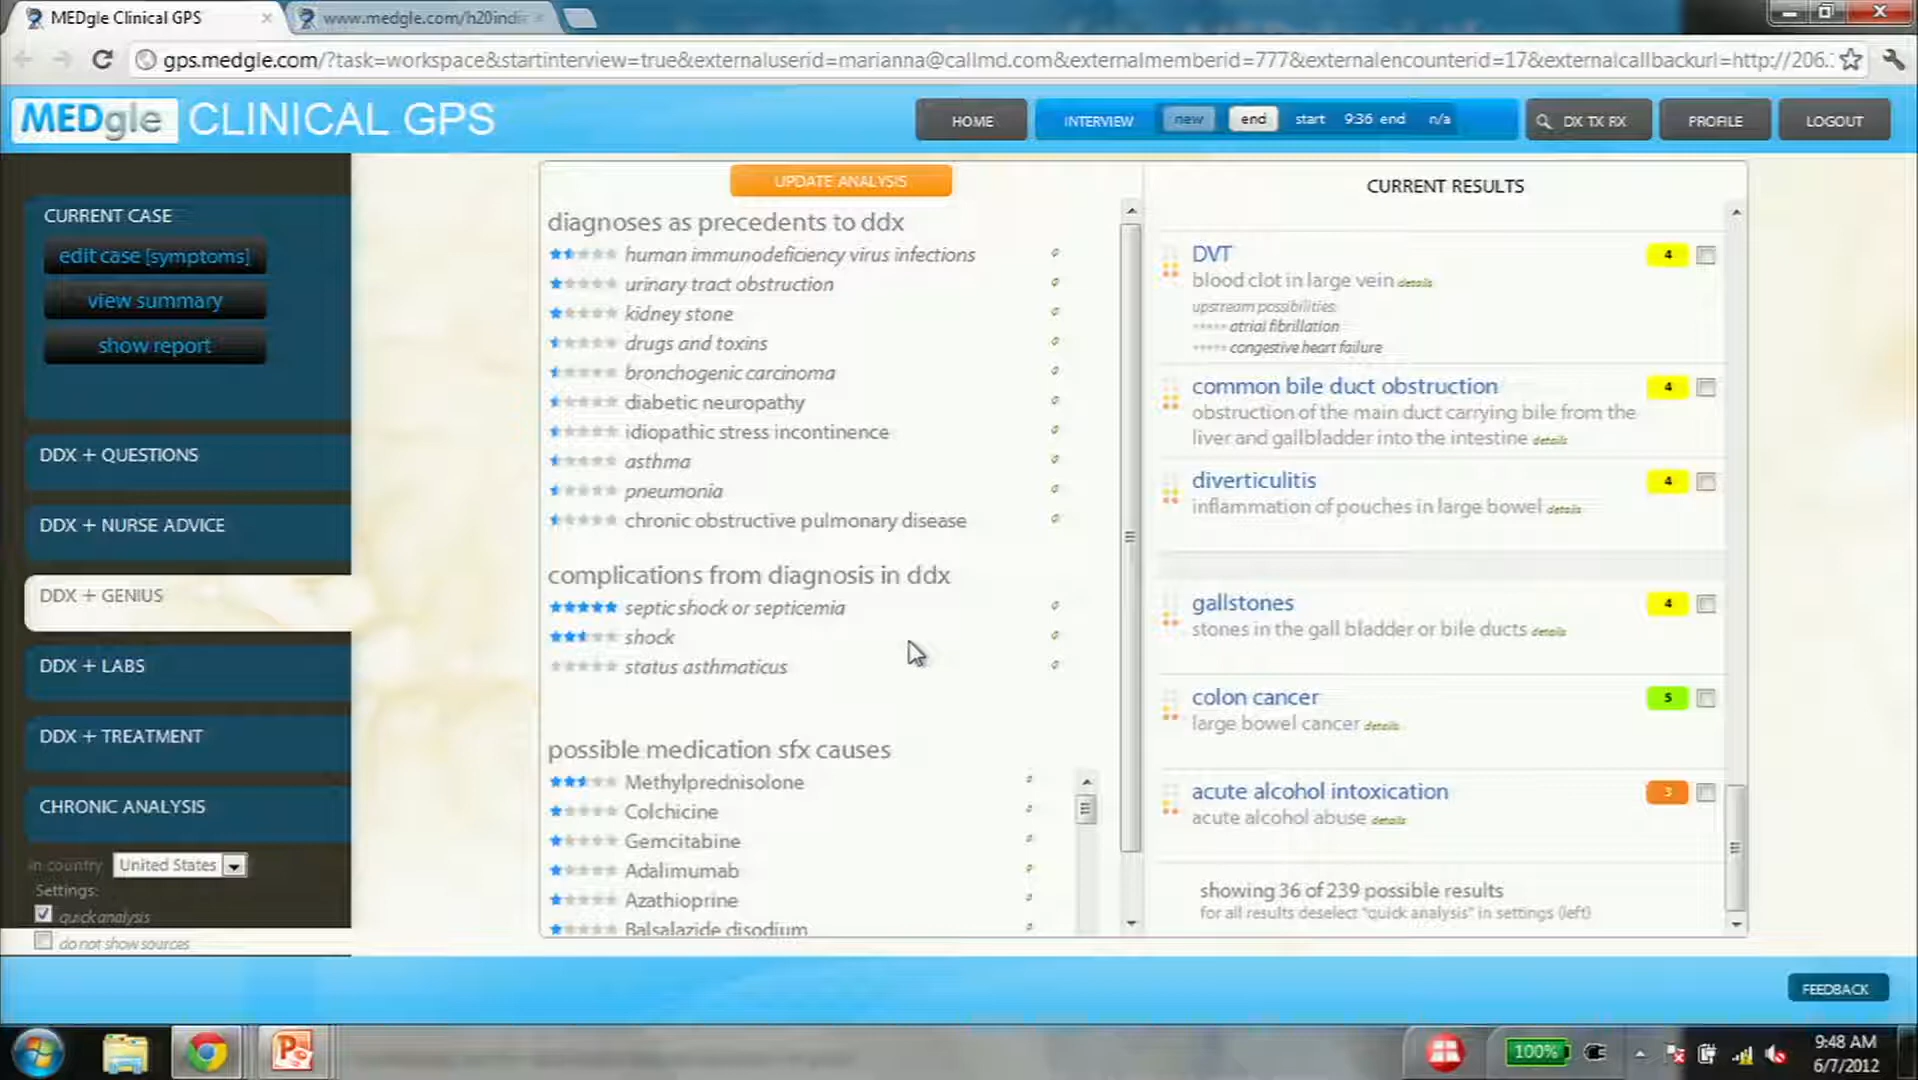 MEDgle Clinical GPS
www.medgle.com/h20ind
gps.medgle.com/?task=workspace&startinterview=true&externaluserid=marianna@callmd.com&externalmemberid=777&externalencounterid=17&externalcallbackurl=http://206.
MEDgle CLINICAL GPS
HOME
INTERVIEW new end start 9:36 end n/a
DX TX RX
PROFILE
LOGOUT
CURRENT CASE
edit case [symptoms]
view summary
show report
DDX + QUESTIONS
DDX + NURSE ADVICE
DDX + GENIUS
DDX + LABS
DDX + TREATMENT
CHRONIC ANALYSIS
in country United States
Settings:
quick analysis
do not show sources
UPDATE ANALYSIS
diagnoses as precedents to ddx
human immunodeficiency virus infections
urinary tract obstruction
kidney stone
drugs and toxins
bronchogenic carcinoma
diabetic neuropathy
idiopathic stress incontinence
asthma
pneumonia
chronic obstructive pulmonary disease
complications from diagnosis in ddx
septic shock or septicemia
shock
status asthmaticus
possible medication sfx causes
Methylprednisolone
Colchicine
Gemcitabine
Adalimumab
Azathioprine
Balsalazide disodium
CURRENT RESULTS
DVT 4
blood clot in large vein details
upstream possibilities:
atrial fibrillation
congestive heart failure
common bile duct obstruction 4
obstruction of the main duct carrying bile from the
liver and gallbladder into the intestine details
diverticulitis 4
inflammation of pouches in large bowel details
gallstones 4
stones in the gall bladder or bile ducts details
colon cancer 5
large bowel cancer details
acute alcohol intoxication 3
acute alcohol abuse details
showing 36 of 239 possible results
for all results deselect "quick analysis" in settings (left)
FEEDBACK
100%
9:48 AM
6/7/2012